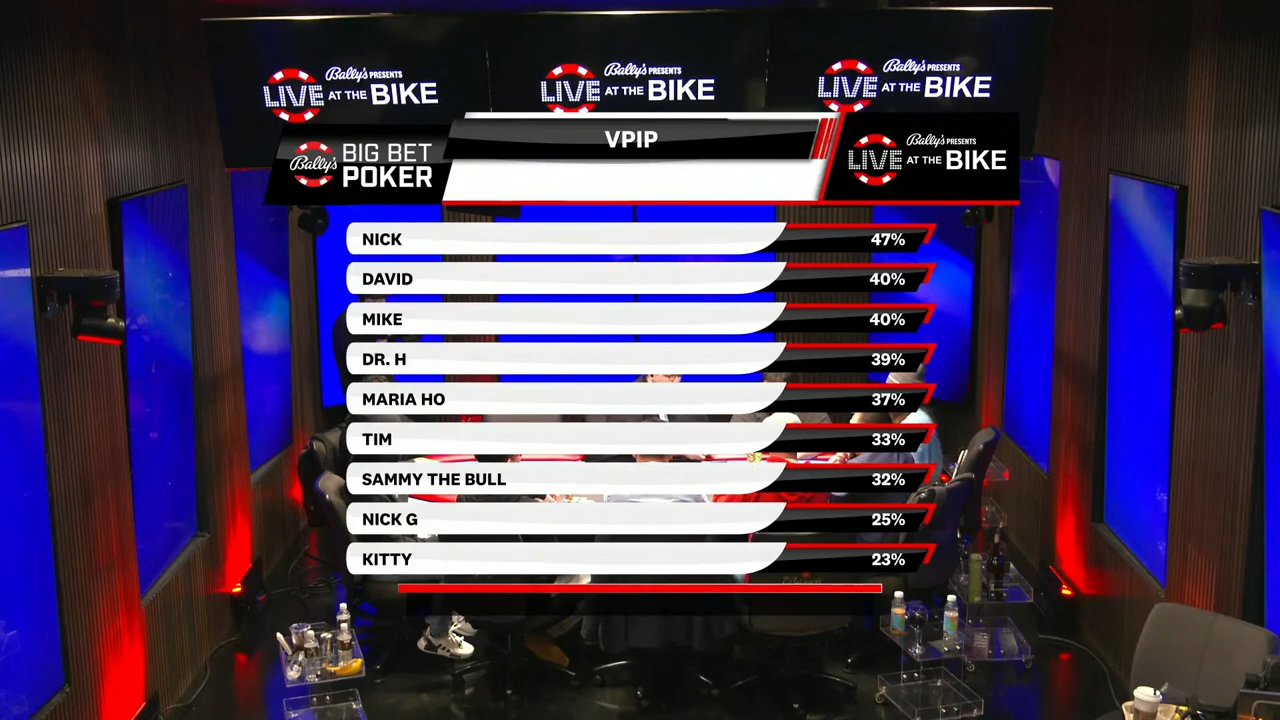 Bally's PRESENTS
LIVE AT THE BIKE
Bally's PRESENTS
LIVE AT THE BIKE
Bally's PRESENTS
LIVE AT THE BIKE
Bally's BIG BET POKER
VPIP
Bally's PRESENTS
LIVE AT THE BIKE
NICK 47%
DAVID 40%
MIKE 40%
DR. H 39%
MARIA HO 37%
TIM 33%
SAMMY THE BULL 32%
NICK G 25%
KITTY 23%